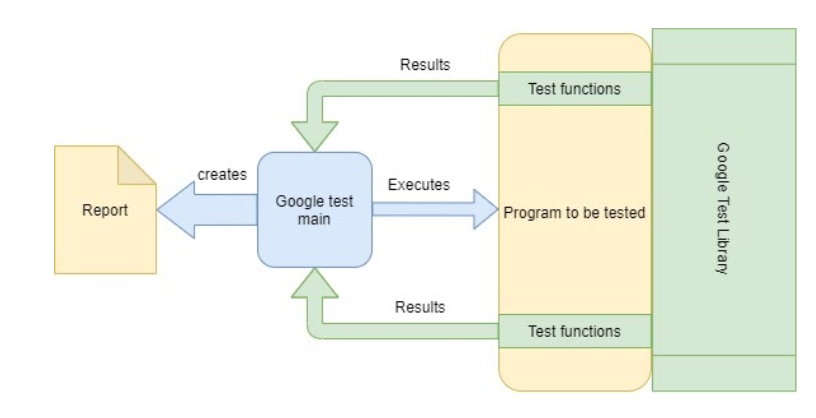 Results
Test functions
creates
Executes
Report
Google test
main
Program to be tested
Google Test Library
Results
Test functions